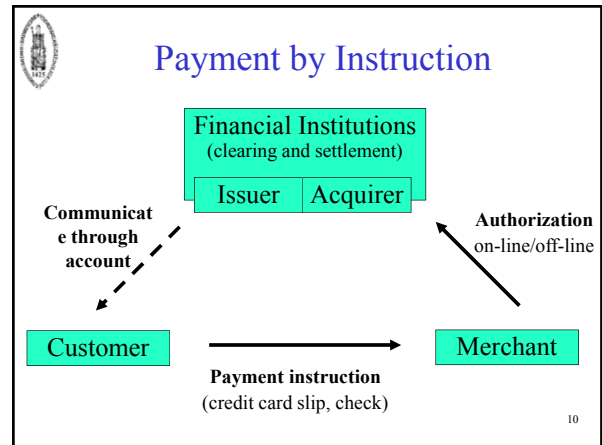 1425
Payment by Instruction
Financial Institutions
(clearing and settlement)
Issuer
Acquirer
Communicat
e through
account
Authorization
on-line/off-line
Customer
Merchant
Payment instruction
(credit card slip, check)
10